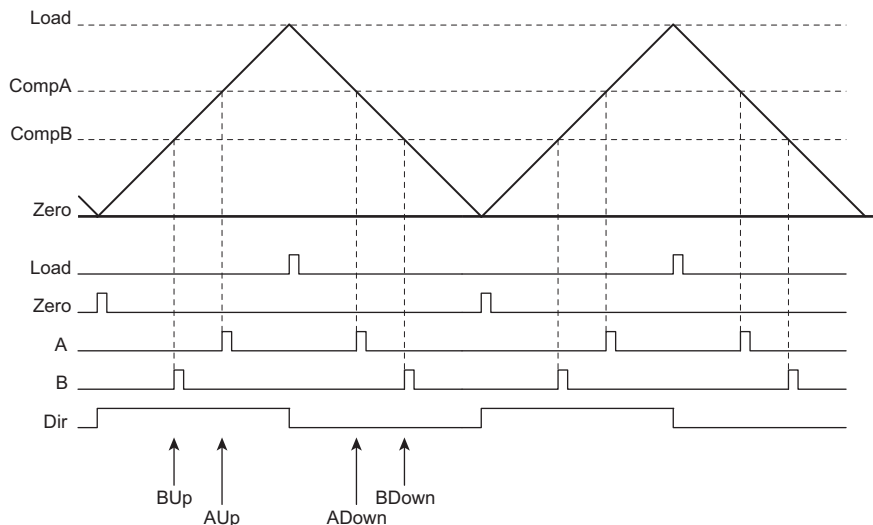 Load
CompA
CompB
Zero
Load
Zero
A
B
Dir
BUp
BDown
AUp
ADown